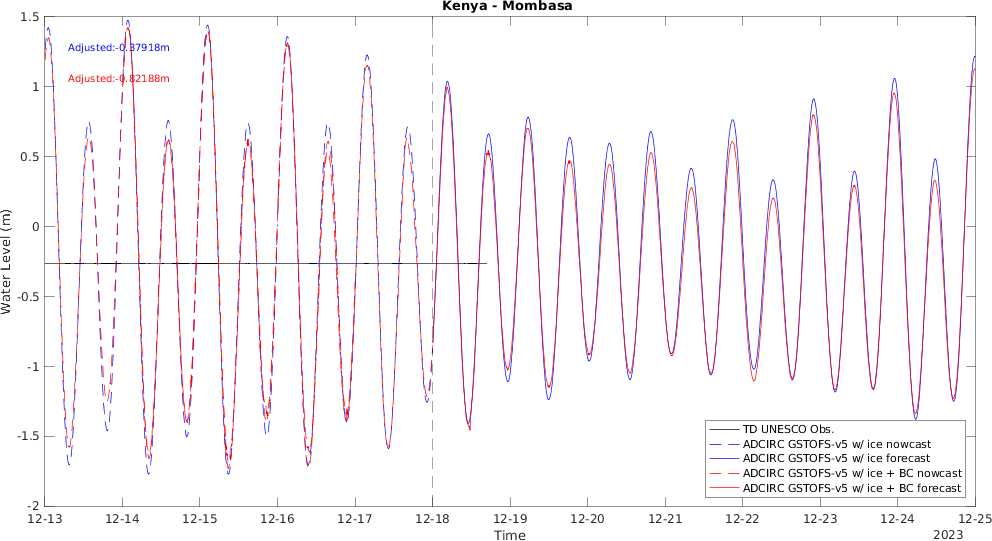 Kenya - Mombasa
Adjusted:-0.37918m
Adjusted:-0.82188m
Water Level (m)
1.5
1
0.5
0
-0.5
-1
-1.5
-2
TD UNESCO Obs.
ADCIRC GSTOFS-v5 w/ ice nowcast
ADCIRC GSTOFS-v5 w/ ice forecast
ADCIRC GSTOFS-v5 w/ ice + BC nowcast
ADCIRC GSTOFS-v5 w/ ice + BC forecast
12-13 12-14 12-15 12-16 12-17 12-18 12-19 12-20 12-21 12-22 12-23 12-24 12-25
Time
2023